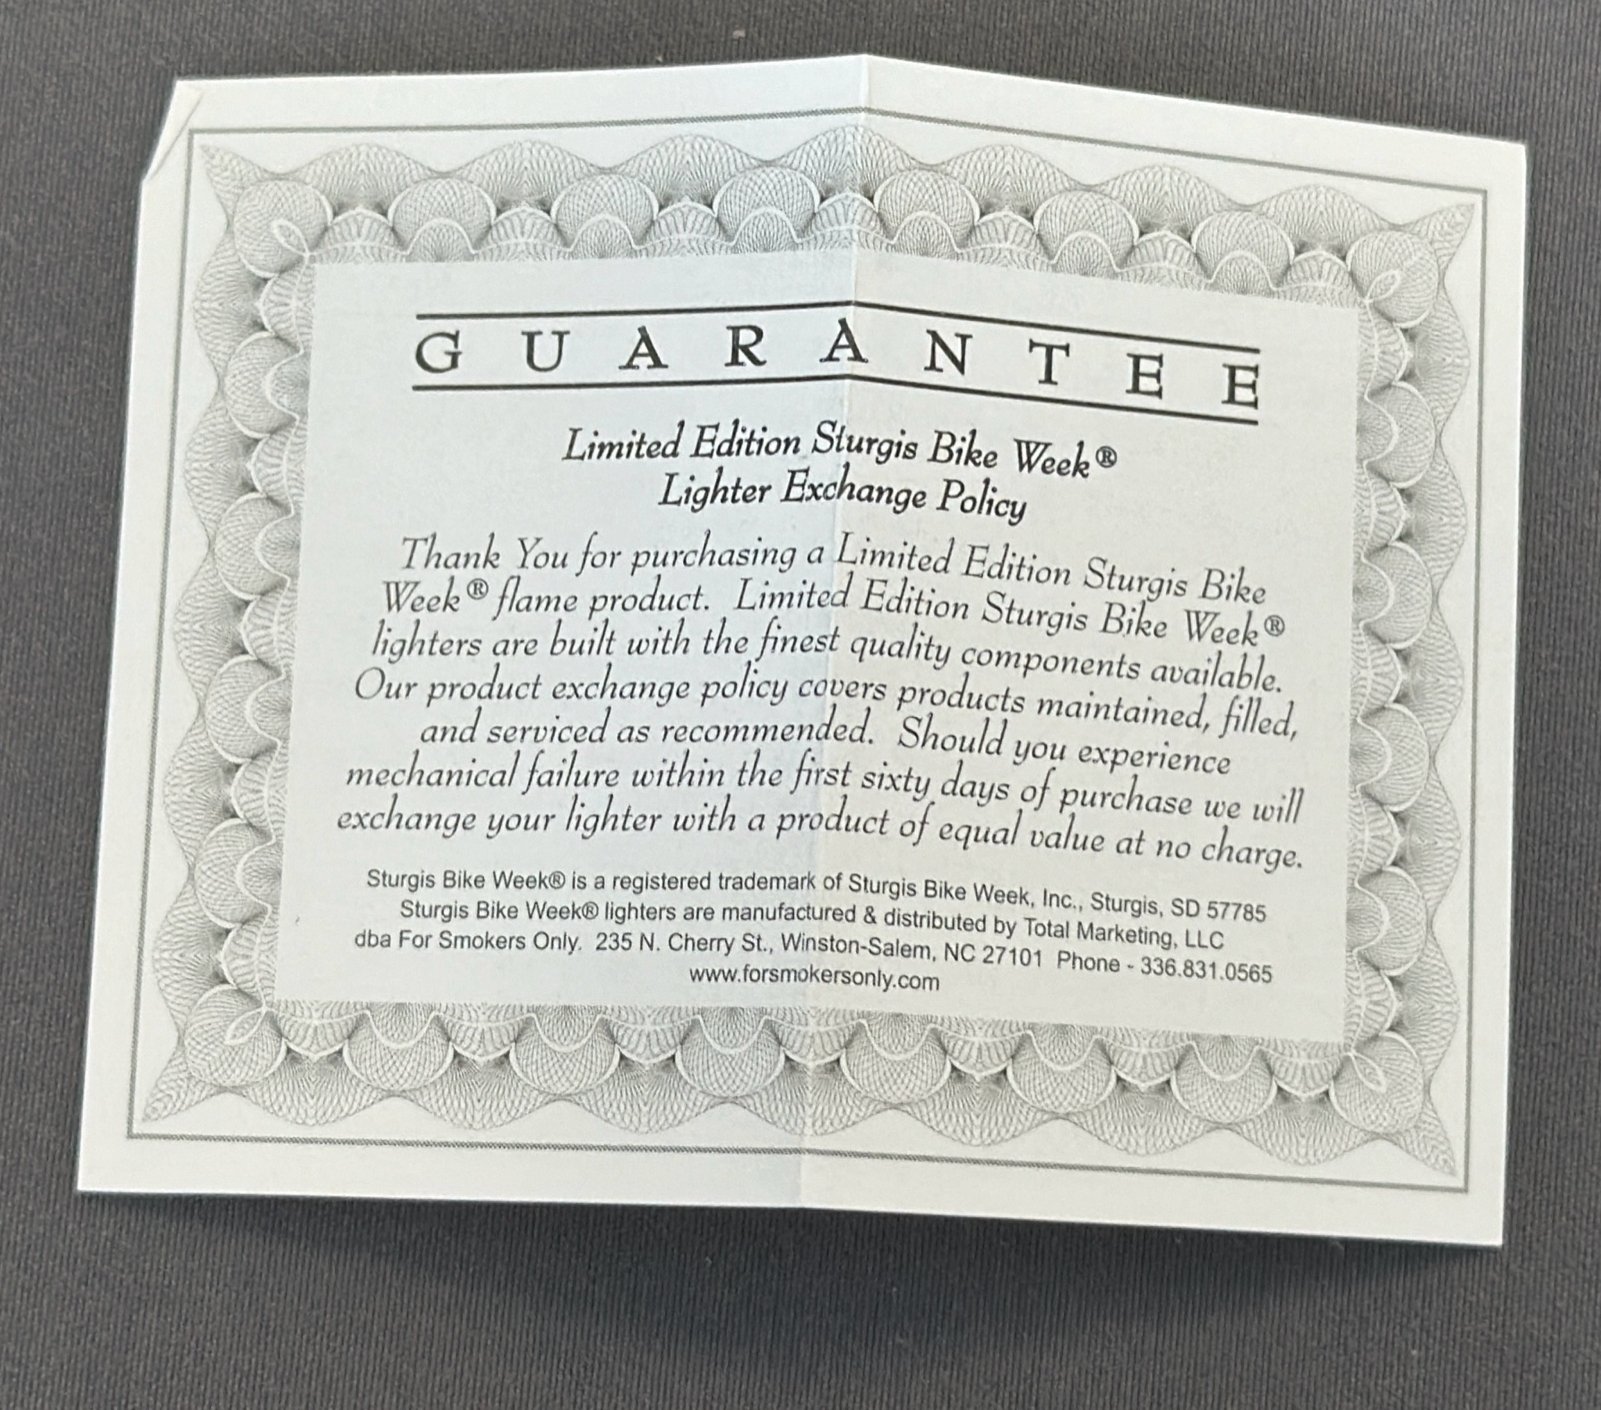 GUARANTEE
Limited Edition Sturgis Bike Week®
Lighter Exchange Policy
Thank You for purchasing a Limited Edition Sturgis Bike
Week® flame product. Limited Edition Sturgis Bike Week®
lighters are built with the finest quality components available.
Our product exchange policy covers products maintained, filled,
and serviced as recommended. Should you experience
mechanical failure within the first sixty days of purchase we will
exchange your lighter with a product of equal value at no charge.
Sturgis Bike Week® is a registered trademark of Sturgis Bike Week, Inc., Sturgis, SD 57785
Sturgis Bike Week® lighters are manufactured & distributed by Total Marketing, LLC
dba For Smokers Only. 235 N. Cherry St., Winston-Salem, NC 27101 Phone - 336.831.0565
www.forsmokersonly.com